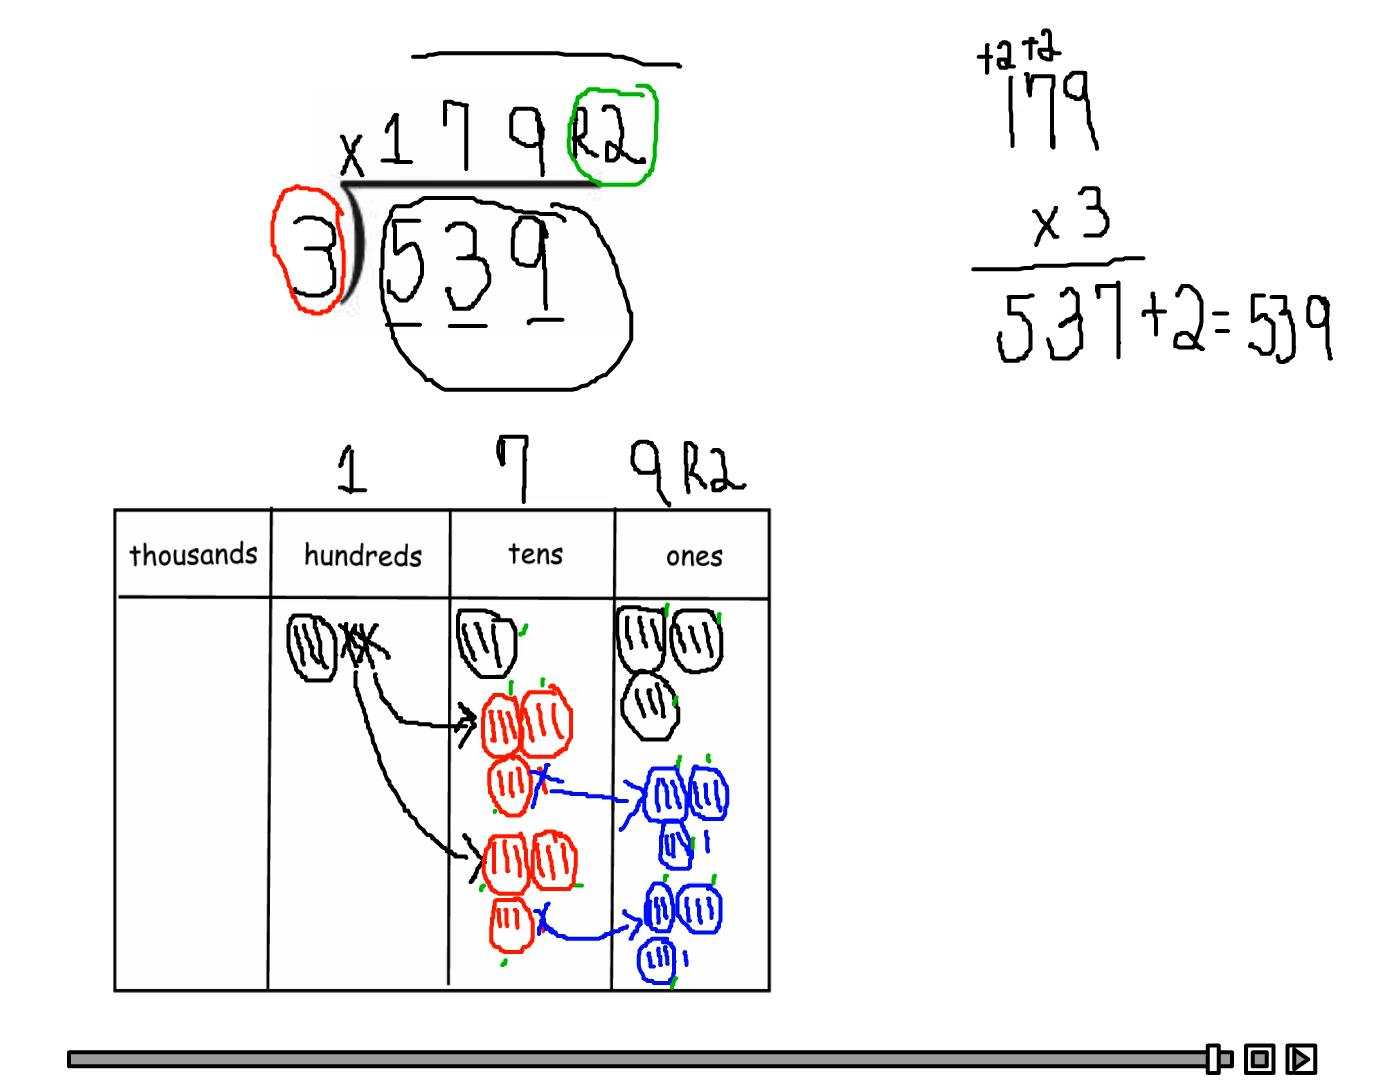 x 1 7 9 R2
3 5 3 9
+2 +2
179
x 3
537 + 2 = 539
1 7 9 R2
thousands hundreds tens ones